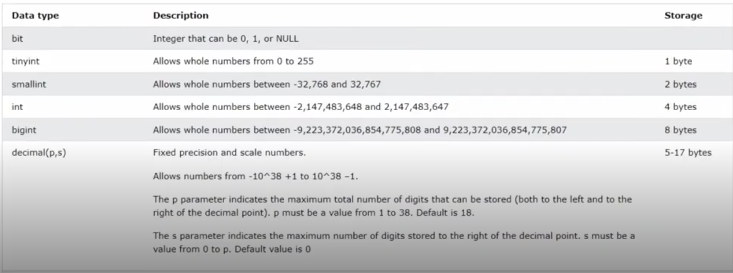 Data type Description Storage
bit Integer that can be 0, 1, or NULL
tinyint Allows whole numbers from 0 to 255 1 byte
smallint Allows whole numbers between -32,768 and 32,767 2 bytes
int Allows whole numbers between -2,147,483,648 and 2,147,483,647 4 bytes
bigint Allows whole numbers between -9,223,372,036,854,775,808 and 9,223,372,036,854,775,807 8 bytes
decimal(p,s) Fixed precision and scale numbers. 5-17 bytes
Allows numbers from -10^38 +1 to 10^38 –1.
The p parameter indicates the maximum total number of digits that can be stored (both to the left and to the
right of the decimal point). p must be a value from 1 to 38. Default is 18.
The s parameter indicates the maximum number of digits stored to the right of the decimal point. s must be a
value from 0 to p. Default value is 0